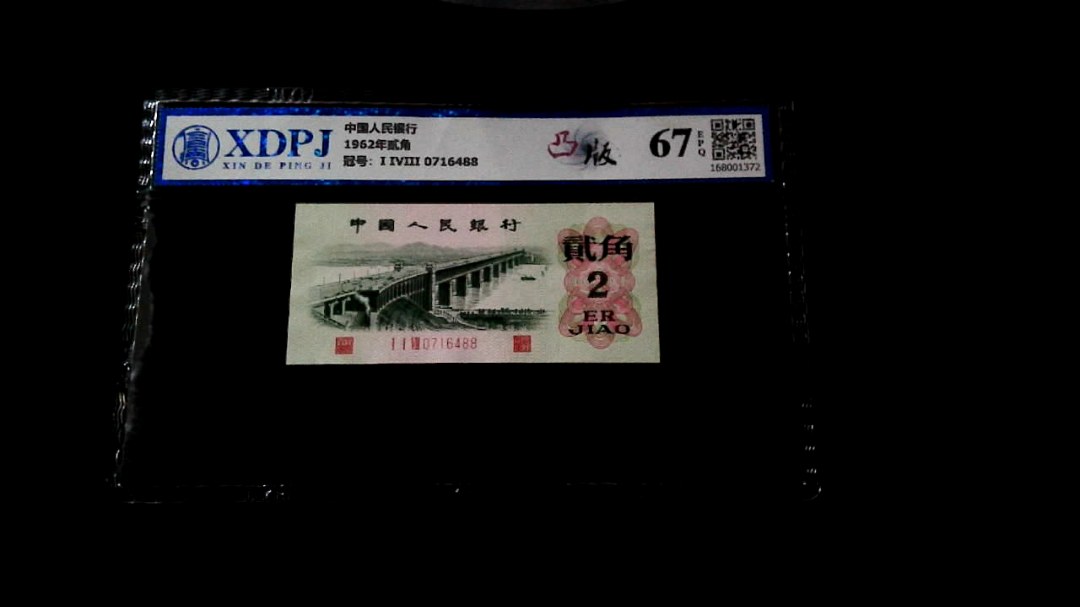 XDPJ
XIN DE PING JI
中国人民银行
1962年贰角
冠号：I IVIII 0716488
凸版
67
EPQ
168001372
中國人民銀行
貳角
2
ER
JIAO
I I VIII 0716488